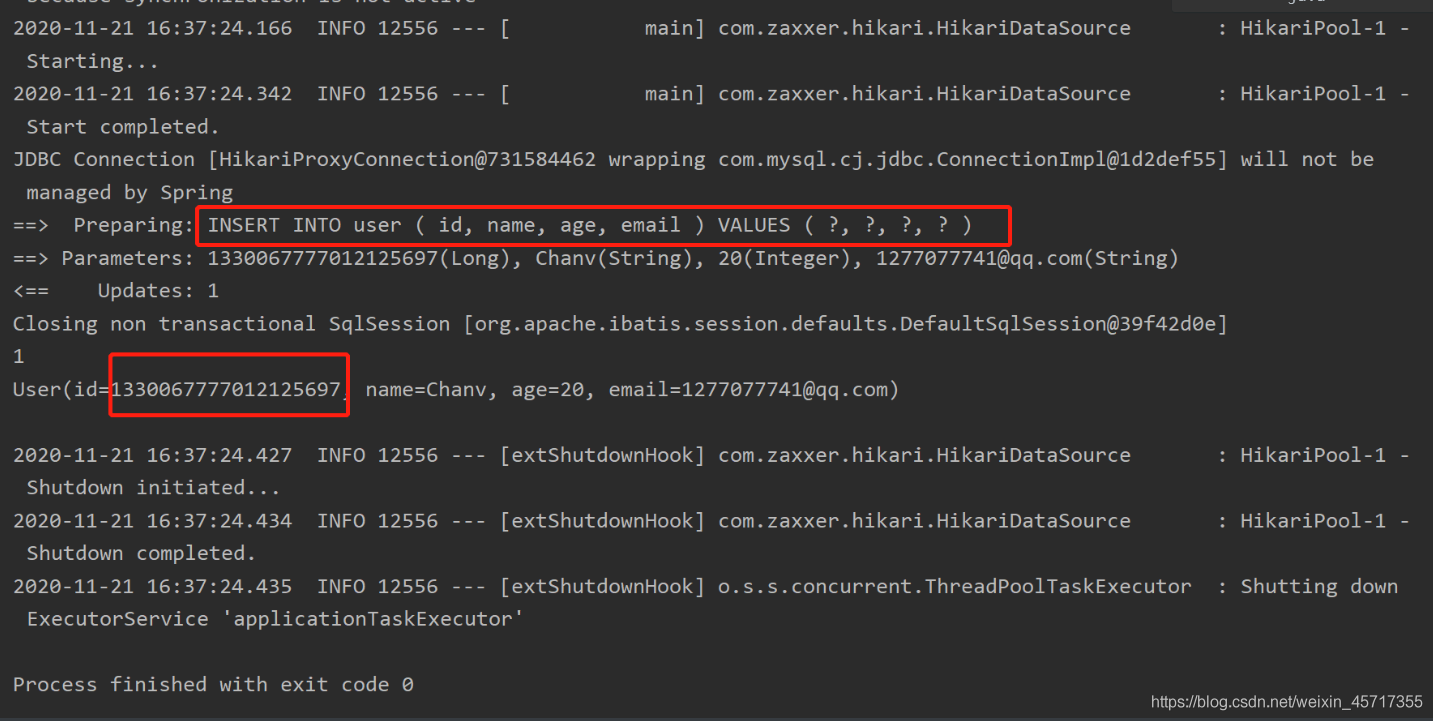 because synchronization is not active
java
2020-11-21 16:37:24.166  INFO 12556 --- [           main] com.zaxxer.hikari.HikariDataSource       : HikariPool-1 -
Starting...
2020-11-21 16:37:24.342  INFO 12556 --- [           main] com.zaxxer.hikari.HikariDataSource       : HikariPool-1 -
Start completed.
JDBC Connection [HikariProxyConnection@731584462 wrapping com.mysql.cj.jdbc.ConnectionImpl@1d2def55] will not be
managed by Spring
==>  Preparing: INSERT INTO user ( id, name, age, email ) VALUES ( ?, ?, ?, ? )
==> Parameters: 1330067777012125697(Long), Chanv(String), 20(Integer), 1277077741@qq.com(String)
<==    Updates: 1
Closing non transactional SqlSession [org.apache.ibatis.session.defaults.DefaultSqlSession@39f42d0e]
1
User(id=1330067777012125697, name=Chanv, age=20, email=1277077741@qq.com)
2020-11-21 16:37:24.427  INFO 12556 --- [extShutdownHook] com.zaxxer.hikari.HikariDataSource       : HikariPool-1 -
Shutdown initiated...
2020-11-21 16:37:24.434  INFO 12556 --- [extShutdownHook] com.zaxxer.hikari.HikariDataSource       : HikariPool-1 -
Shutdown completed.
2020-11-21 16:37:24.435  INFO 12556 --- [extShutdownHook] o.s.s.concurrent.ThreadPoolTaskExecutor  : Shutting down
ExecutorService 'applicationTaskExecutor'
Process finished with exit code 0
https://blog.csdn.net/weixin_45717355